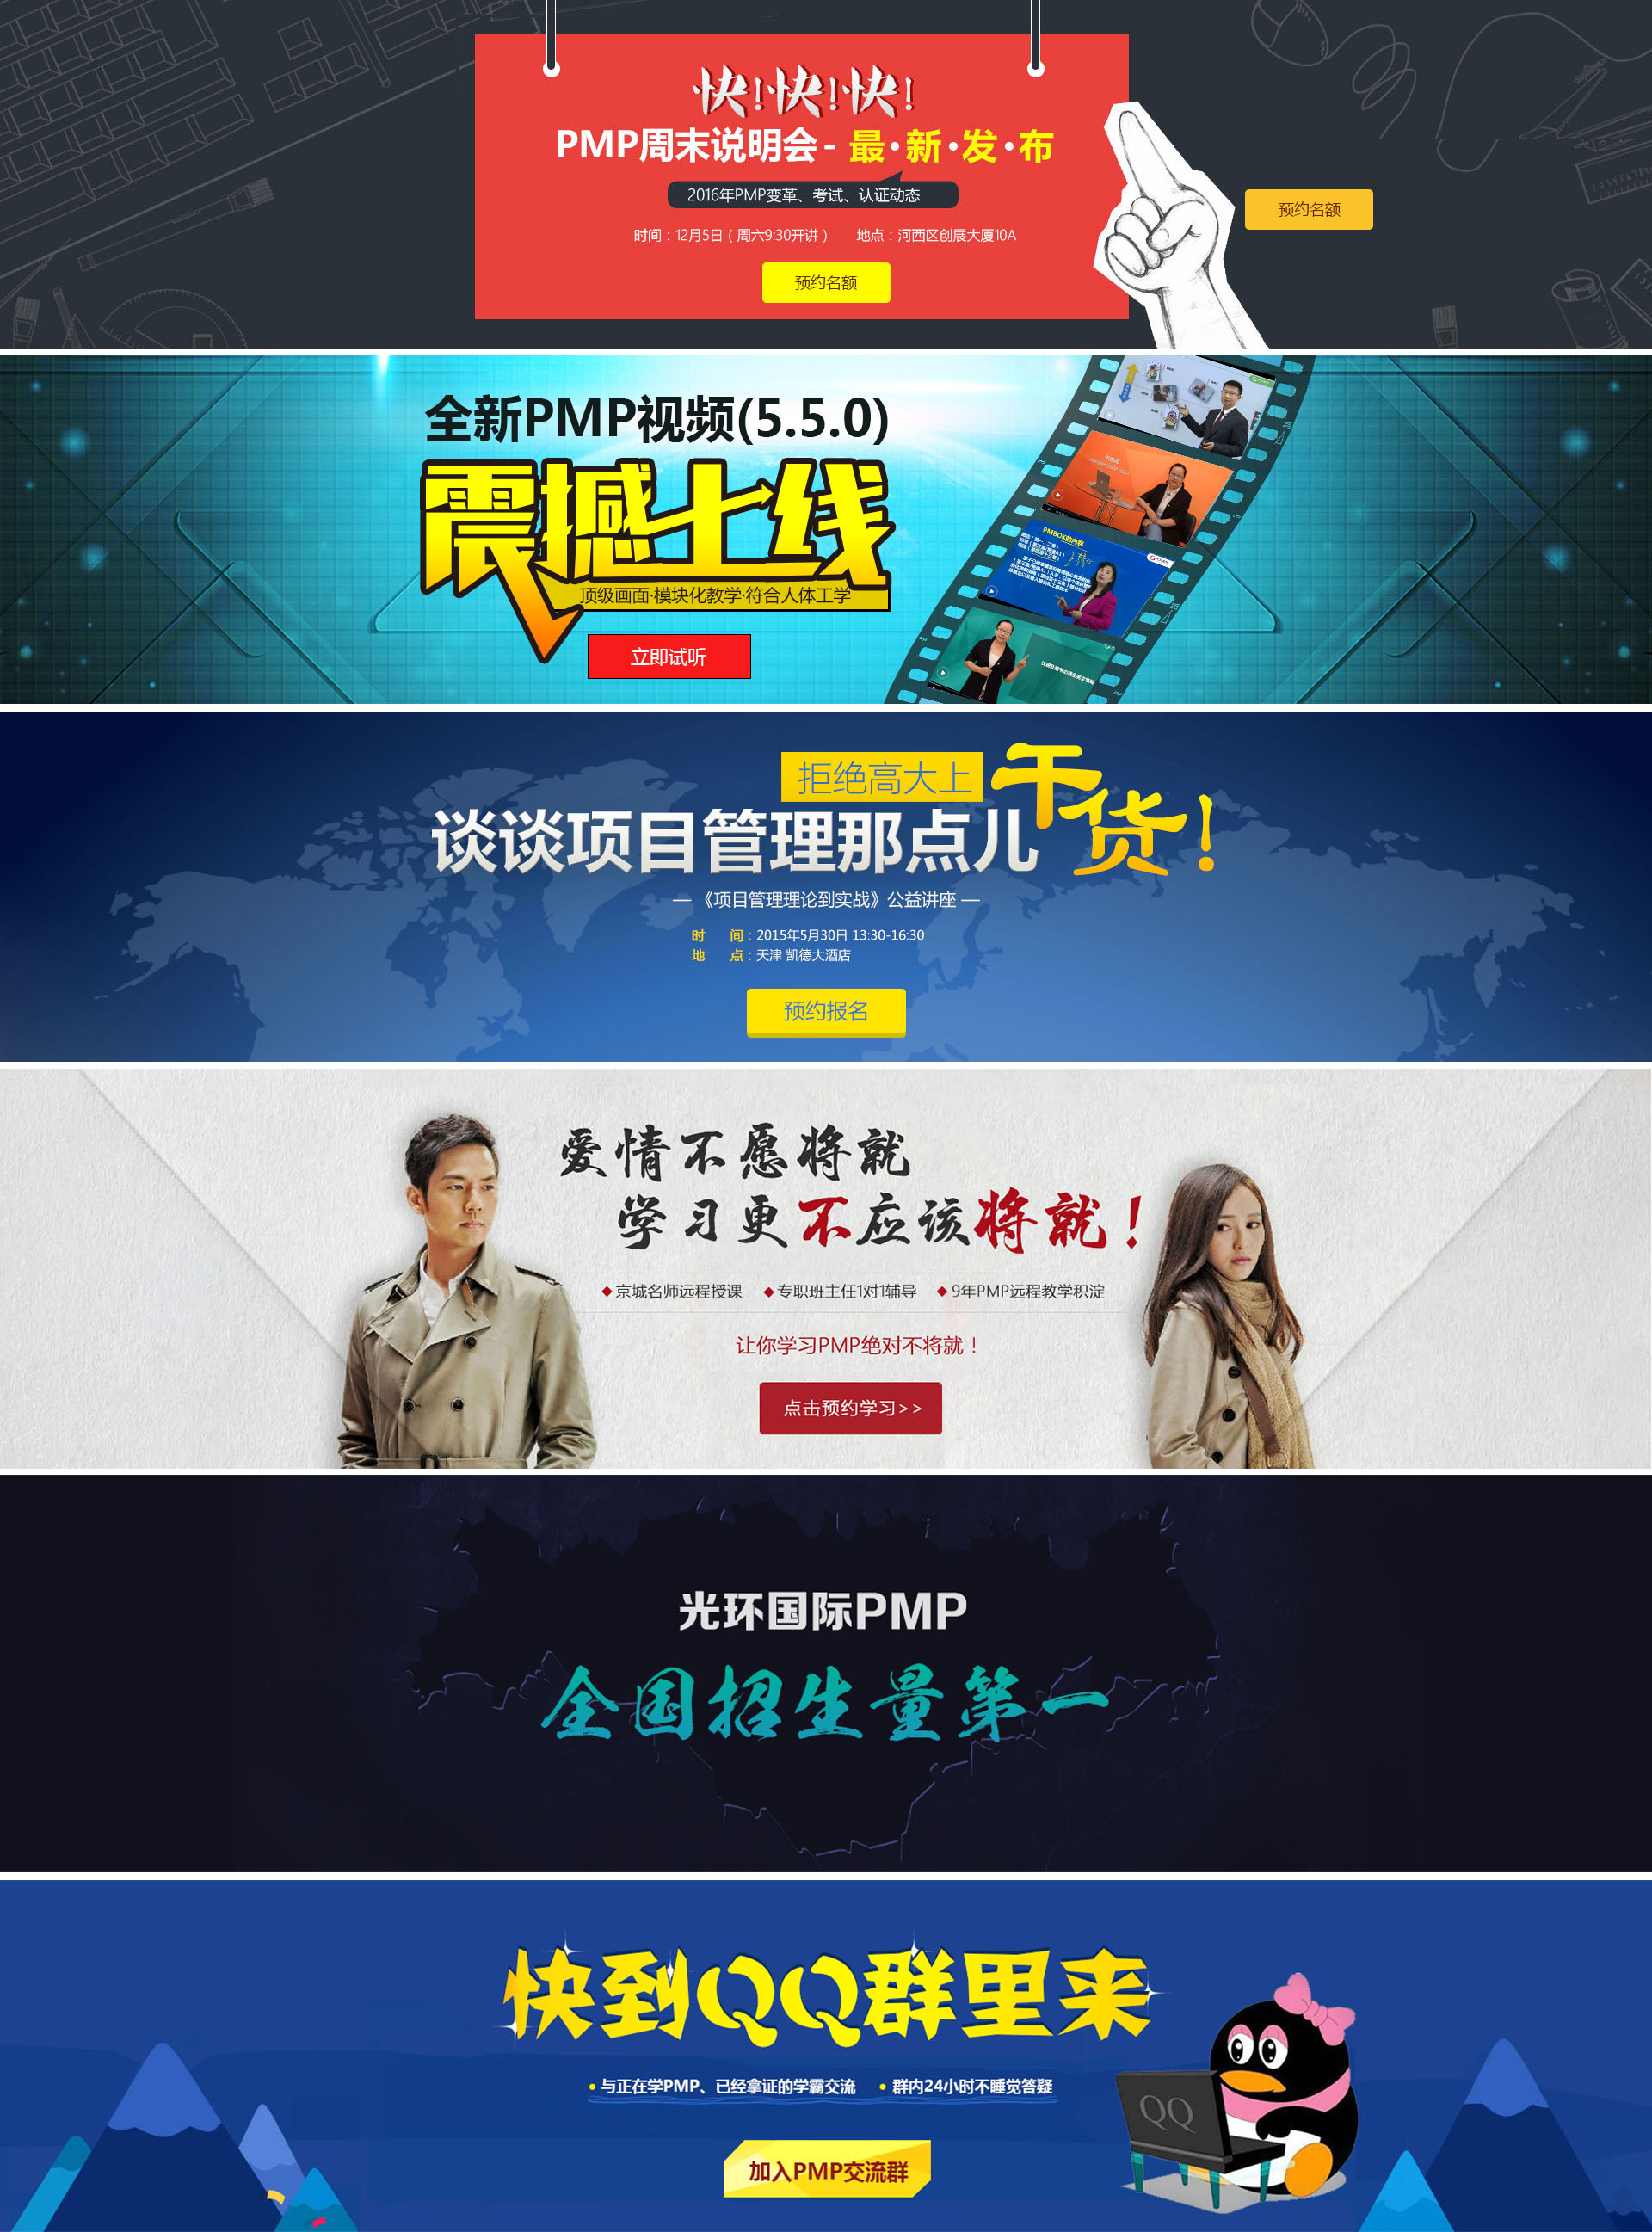 快!快!快!
PMP周末说明会-最·新·发·布
2016年PMP变革、考试、认证动态
时间：12月5日（周六9:30开讲） 地点：河西区创展大厦10A
预约名额
预约名额
全新PMP视频(5.5.0)
震撼上线
顶级画面·模块化教学·符合人体工学
立即试听
PMBOK的内容
拒绝高大上
谈谈项目管理那点儿干货！
—《项目管理理论到实战》公益讲座—
时 间：2015年5月30日 13:30-16:30
地 点：天津 凯德大酒店
预约报名
爱情不愿将就
学习更不应该将就！
◆京城名师远程授课 ◆专职班主任1对1辅导 ◆9年PMP远程教学积淀
让你学习PMP绝对不将就！
点击预约学习>>
光环国际PMP
全国招生量第一
快到QQ群里来
•与正在学PMP、已经拿证的学霸交流 •群内24小时不睡觉答疑
QQ
加入PMP交流群